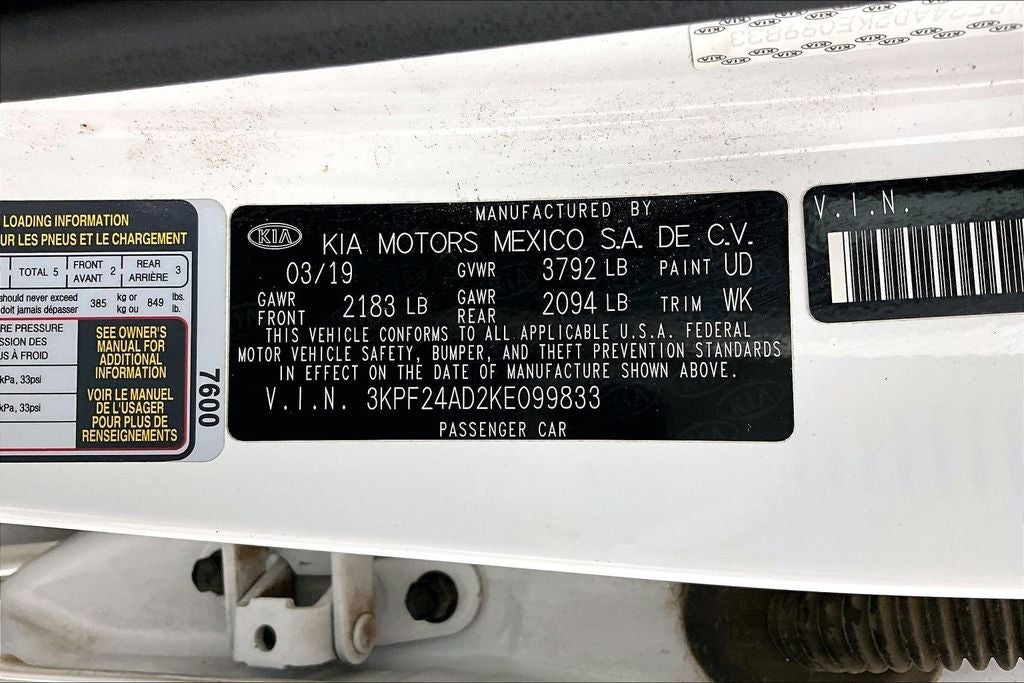 LOADING INFORMATION
UR LES PNEUS ET LE CHARGEMENT
TOTAL 5
FRONT
AVANT 2
REAR
ARRIÈRE 3
should never exceed 385 kg or 849 lbs.
doit jamais dépasser kg ou lb.
RE PRESSURE
SSION DES
US À FROID
kPa, 33psi
kPa, 33psi
SEE OWNER'S
MANUAL FOR
ADDITIONAL
INFORMATION
VOIR LE MANUEL
DE L'USAGER
POUR PLUS DE
RENSEIGNEMENTS
7600
MANUFACTURED BY
KIA
KIA MOTORS MEXICO S.A. DE C.V.
03/19 GVWR 3792 LB PAINT UD
GAWR FRONT 2183 LB GAWR REAR 2094 LB TRIM WK
THIS VEHICLE CONFORMS TO ALL APPLICABLE U.S.A. FEDERAL
MOTOR VEHICLE SAFETY, BUMPER, AND THEFT PREVENTION STANDARDS
IN EFFECT ON THE DATE OF MANUFACTURE SHOWN ABOVE.
V.I.N. 3KPF24AD2KE099833
PASSENGER CAR
V.I.N.